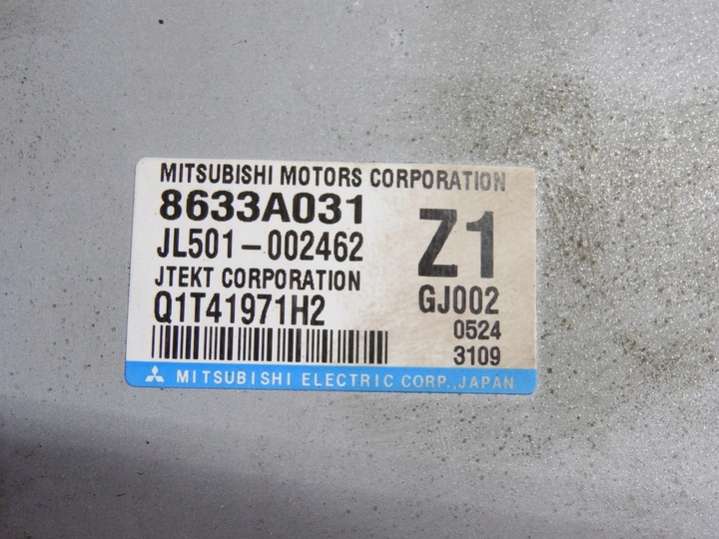 MITSUBISHI MOTORS CORPORATION
8633A031
Z1
JL501-002462
JTEKT CORPORATION
GJ002
Q1T41971H2
0524
3109
MITSUBISHI ELECTRIC CORP.,JAPAN